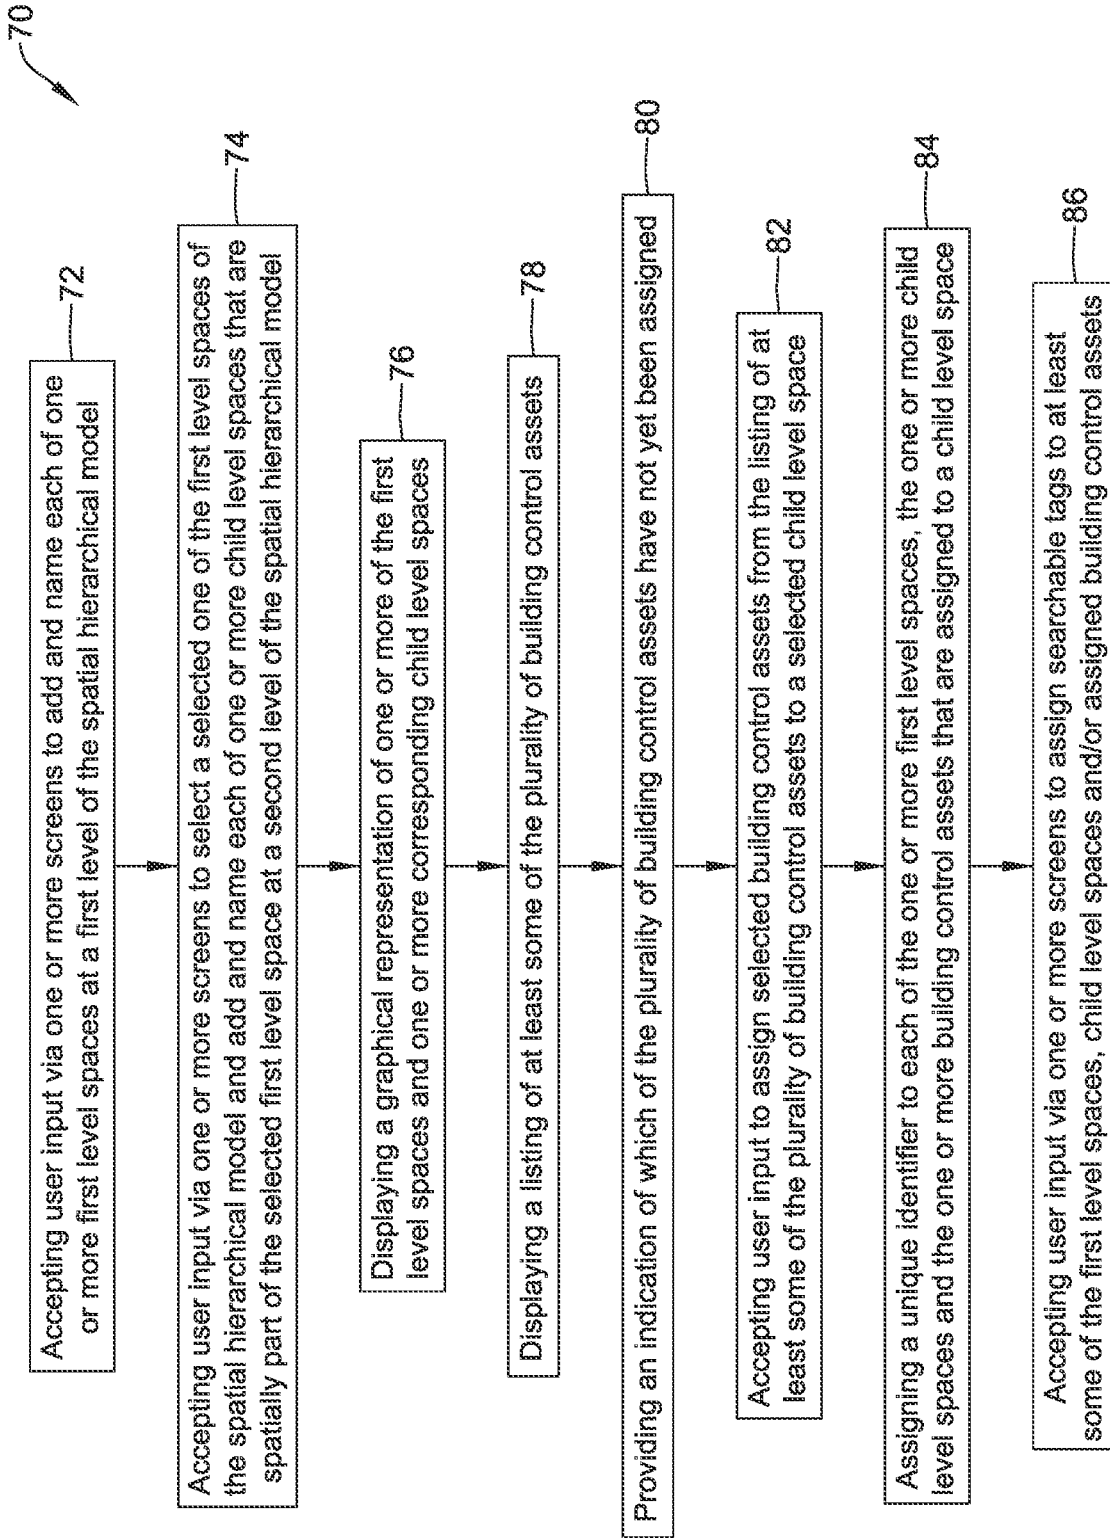 70
Accepting user input via one or more screens to add and name each of one
or more first level spaces at a first level of the spatial hierarchical model
72
Accepting user input via one or more screens to select a selected one of the first level spaces of
the spatial hierarchical model and add and name each of one or more child level spaces that are
spatially part of the selected first level space at a second level of the spatial hierarchical model
74
Displaying a graphical representation of one or more of the first
level spaces and one or more corresponding child level spaces
76
Displaying a listing of at least some of the plurality of building control assets
78
Providing an indication of which of the plurality of building control assets have not yet been assigned
80
Accepting user input to assign selected building control assets from the listing of at
least some of the plurality of building control assets to a selected child level space
82
Assigning a unique identifier to each of the one or more first level spaces, the one or more child
level spaces and the one or more building control assets that are assigned to a child level space
84
Accepting user input via one or more screens to assign searchable tags to at least
some of the first level spaces, child level spaces and/or assigned building control assets
86